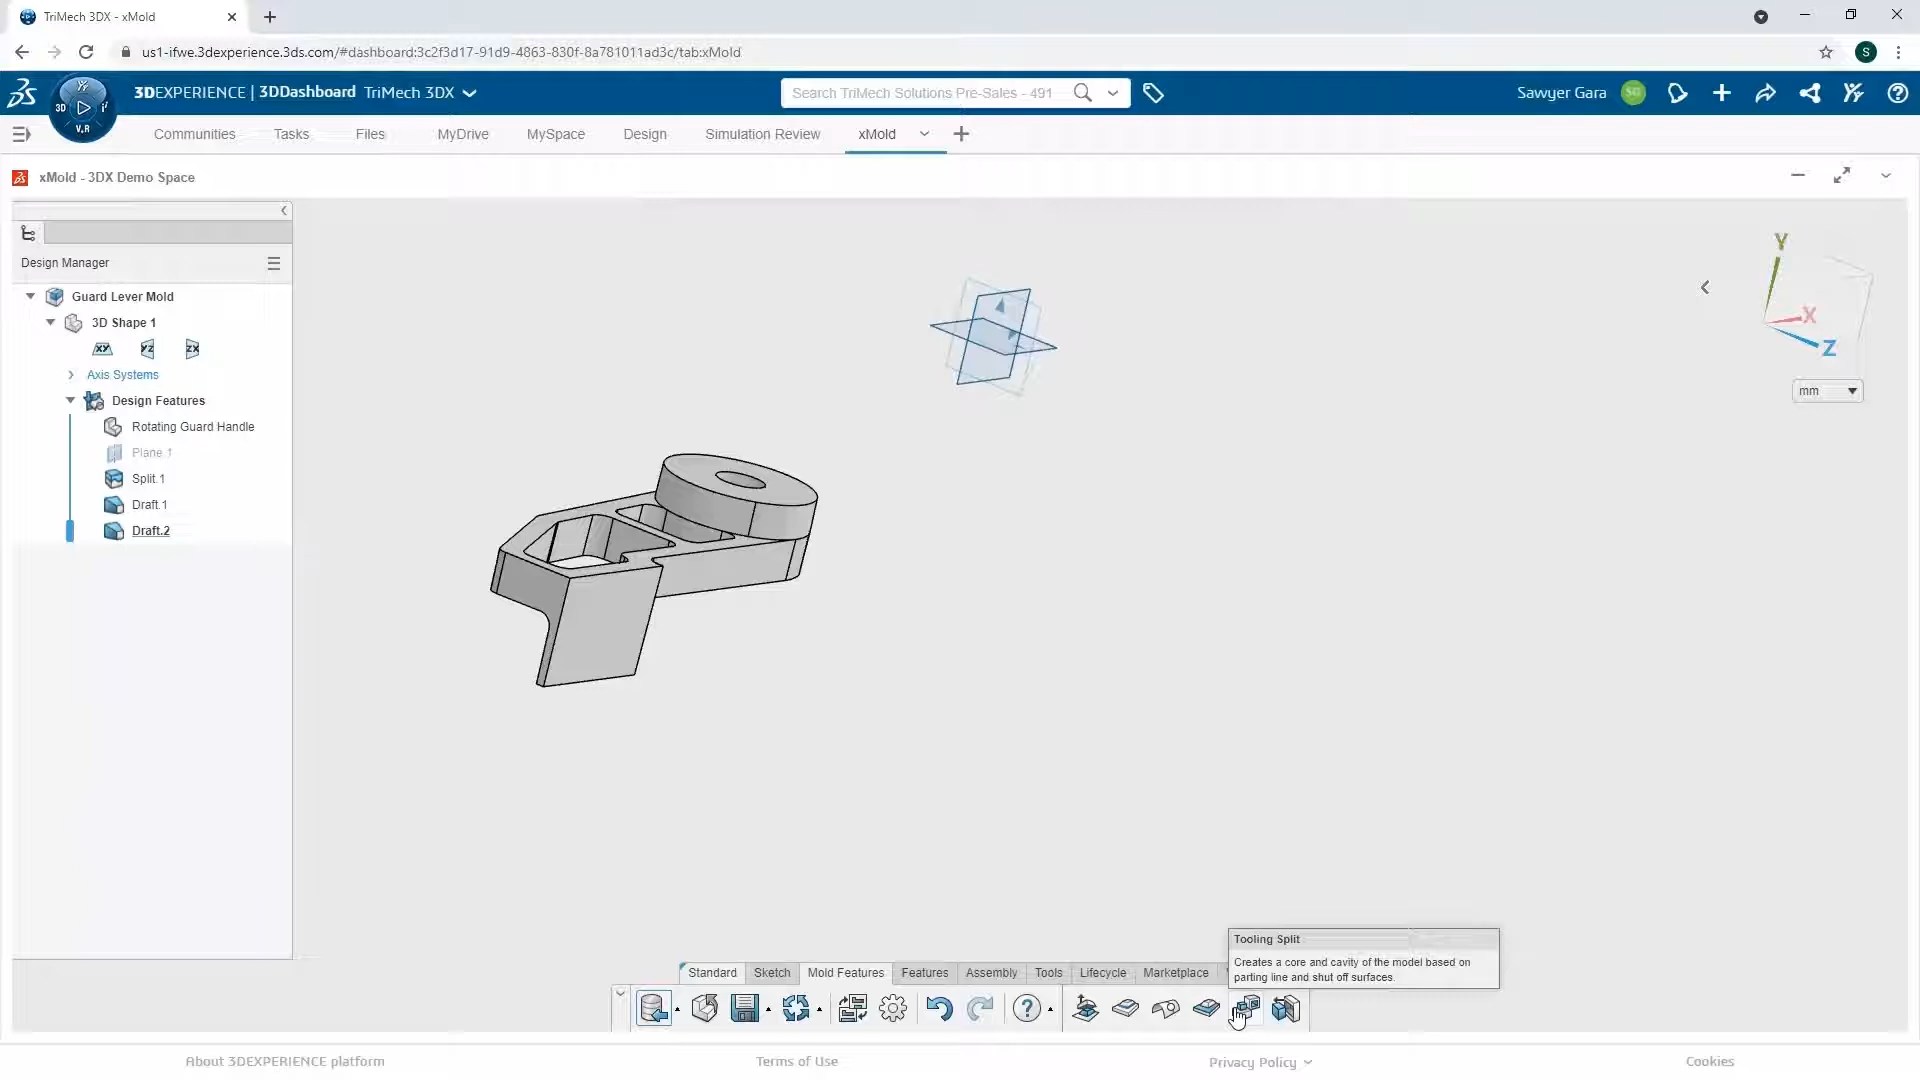 TriMech 3DX - xMold
us1-ifwe.3dexperience.3ds.com/#dashboard:3c2f3d17-91d9-4863-830f-8a781011ad3c/tab:xMold
S
3D
V.R
3DEXPERIENCE | 3DDashboard TriMech 3DX
Search TriMech Solutions Pre-Sales - 491
Sawyer Gara
SG
Communities
Tasks
Files
MyDrive
MySpace
Design
Simulation Review
xMold
xMold - 3DX Demo Space
Design Manager
Guard Lever Mold
3D Shape 1
XY
YZ
ZX
Axis Systems
Design Features
Rotating Guard Handle
Plane.1
Split.1
Draft.1
Draft.2
Y
X
Z
mm
Tooling Split
Creates a core and cavity of the model based on
parting line and shut off surfaces.
Standard
Sketch
Mold Features
Features
Assembly
Tools
Lifecycle
Marketplace
About 3DEXPERIENCE platform
Terms of Use
Privacy Policy
Cookies